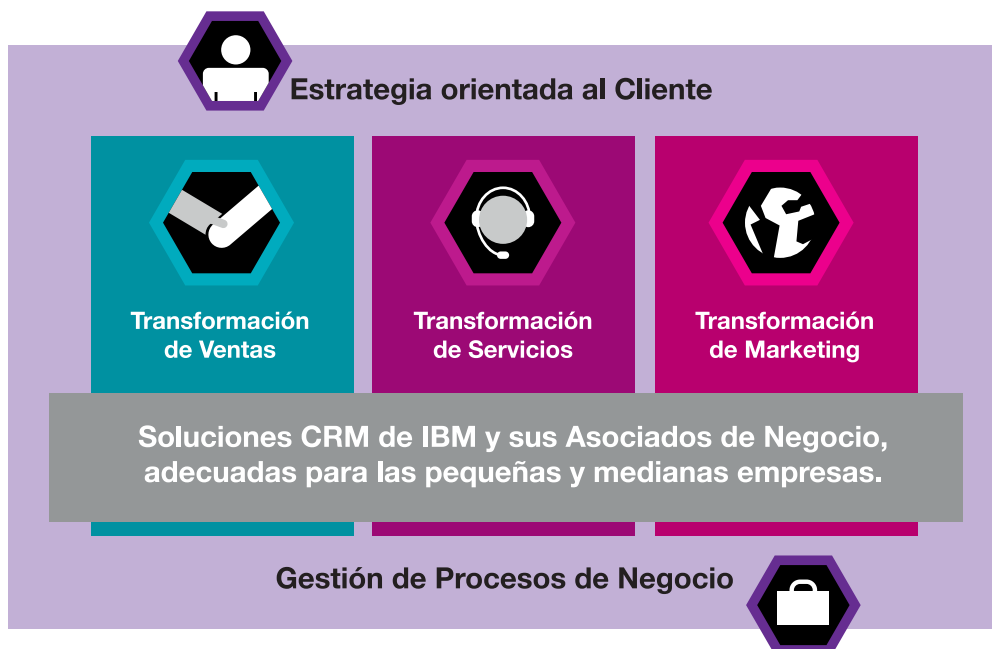 Estrategia orientada al Cliente
Transformación
de Ventas
Transformación
de Servicios
Transformación
de Marketing
Soluciones CRM de IBM y sus Asociados de Negocio,
adecuadas para las pequeñas y medianas empresas.
Gestión de Procesos de Negocio